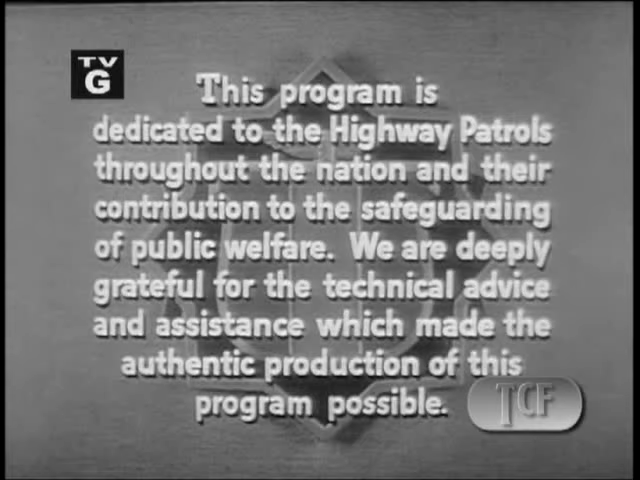 TV
G
This program is
dedicated to the Highway Patrols
throughout the nation and their
contribution to the safeguarding
of public welfare. We are deeply
grateful for the technical advice
and assistance which made the
authentic production of this
program possible.
TCF